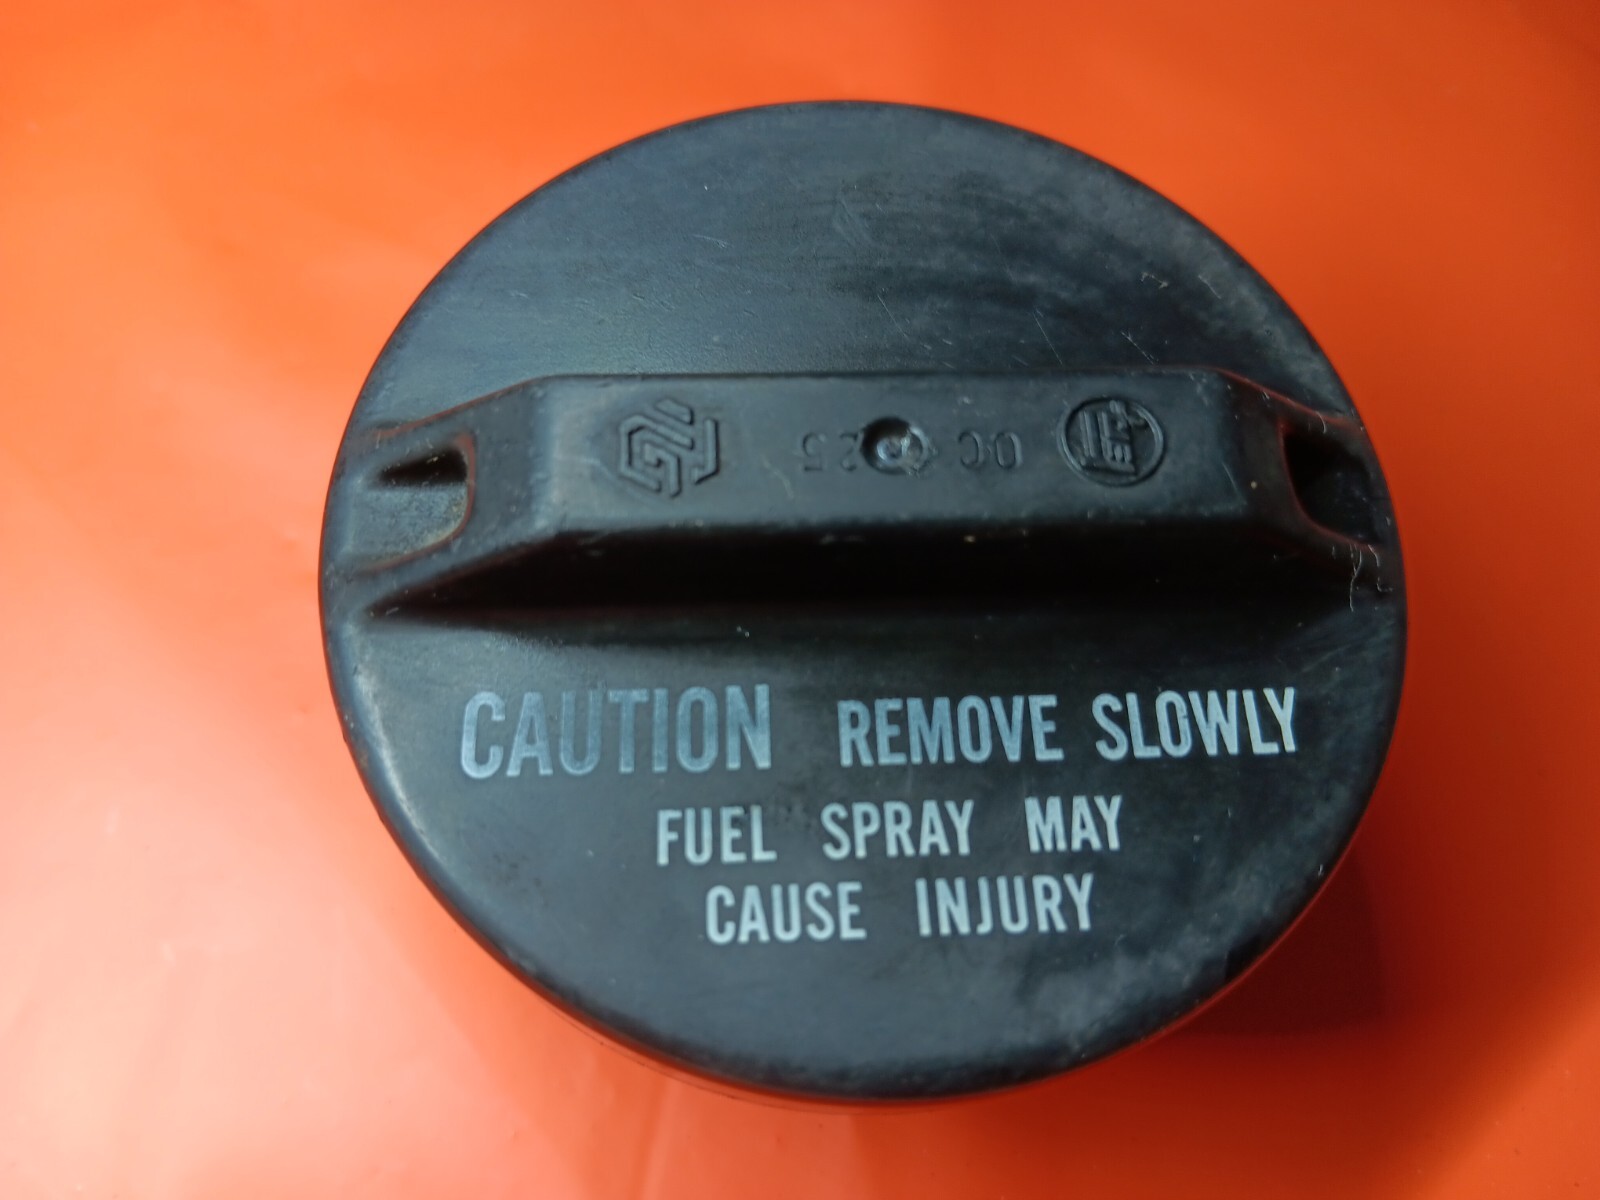 CAUTION REMOVE SLOWLY
FUEL SPRAY MAY
CAUSE INJURY